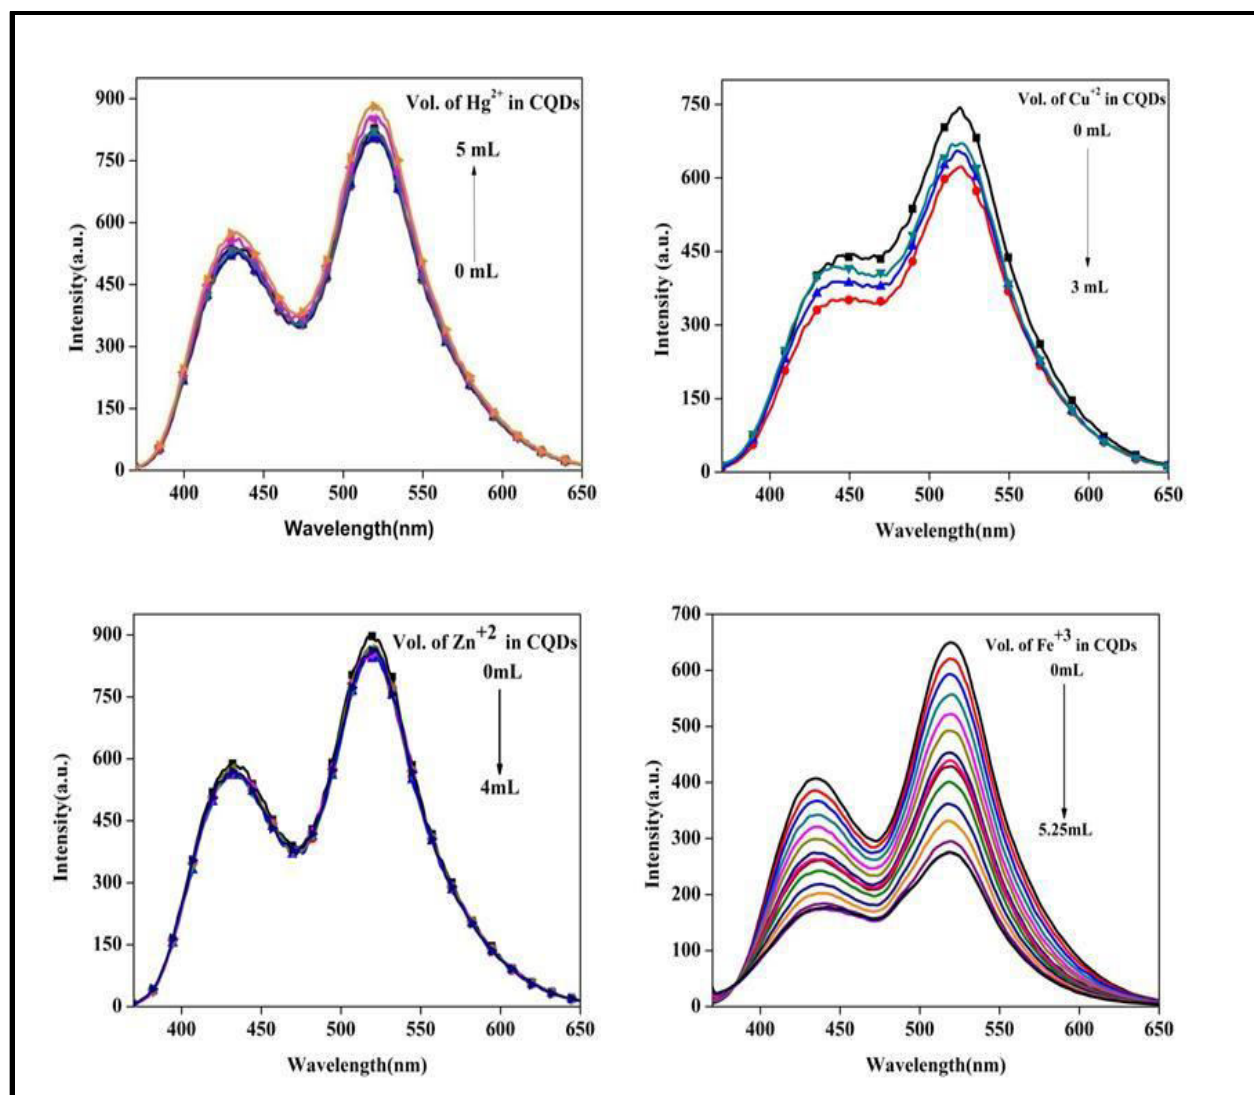 Vol. of Hg2+ in CQDs
5 mL
0 mL
Intensity(a.u.)
900
750
600
450
300
150
0
400 450 500 550 600 650
Wavelength(nm)
Vol. of Cu+2 in CQDs
0 mL
3 mL
Intensity (a.u.)
750
600
450
300
150
0
400 450 500 550 600 650
Wavelength(nm)
Vol. of Zn+2 in CQDs
0mL
4mL
Intensity(a.u.)
900
750
600
450
300
150
0
400 450 500 550 600 650
Wavelength(nm)
Vol. of Fe+3 in CQDs
0mL
5.25mL
Intensity(a.u.)
700
600
500
400
300
200
100
0
400 450 500 550 600 650
Wavelength(nm)